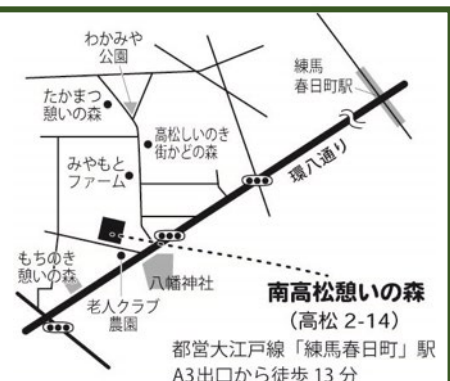 わかみや
公園
練馬
春日町駅
たかまつ
憩いの森
高松しいのき
街かどの森
みやもと
ファーム
環八通り
もちのき
憩いの森
八幡神社
老人クラブ
農園
南高松憩いの森
（高松 2-14）
都営大江戸線「練馬春日町」駅
A3出口から徒歩 13 分